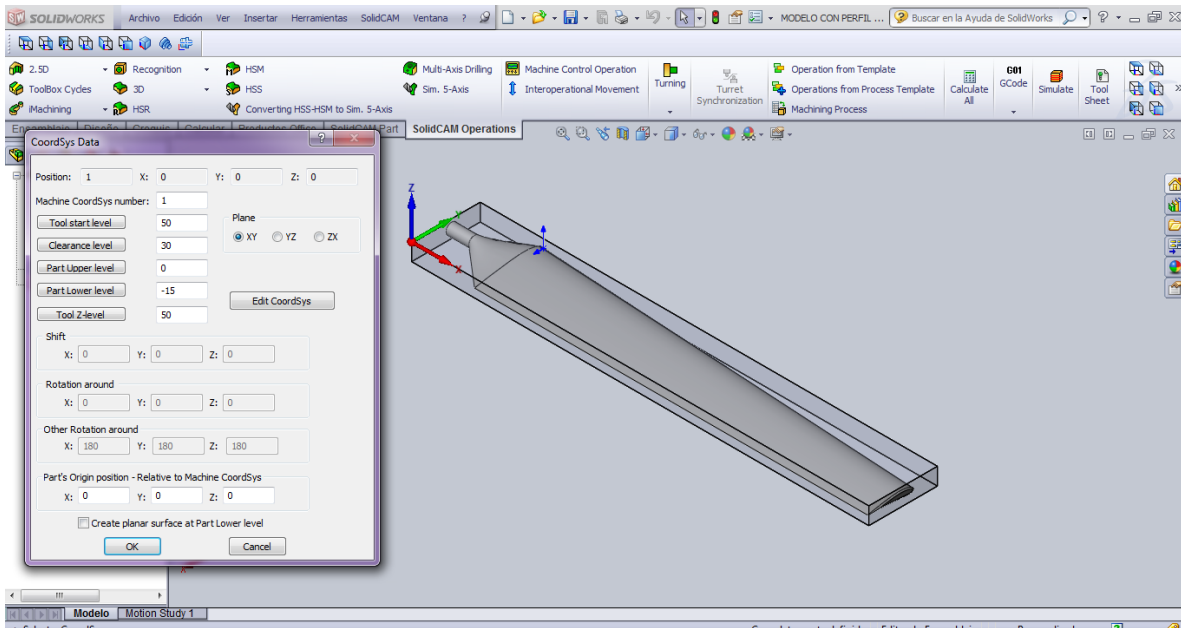 SOLIDWORKS Archivo Edición Ver Insertar Herramientas SolidCAM Ventana ? MODELO CON PERFIL ... Buscar en la Ayuda de SolidWorks ?
2.5D Recognition HSM Multi-Axis Drilling Machine Control Operation Operation from Template
ToolBox Cycles 3D HSS Sim. 5-Axis Interoperational Movement Operations from Process Template
iMachining HSR Converting HSS-HSM to Sim. 5-Axis Machining Process
Turning Turret Synchronization Calculate All G01 GCode Simulate Tool Sheet
Part SolidCAM Operations
CoordSys Data
Position: 1 X: 0 Y: 0 Z: 0
Machine CoordSys number: 1
Tool start level 50
Clearance level 30
Part Upper level 0
Part Lower level -15
Tool Z-level 50
Plane
XY YZ ZX
Edit CoordSys
Shift
X: 0 Y: 0 Z: 0
Rotation around
X: 0 Y: 0 Z: 0
Other Rotation around
X: 180 Y: 180 Z: 180
Part's Origin position - Relative to Machine CoordSys
X: 0 Y: 0 Z: 0
Create planar surface at Part Lower level
OK Cancel
Z
Y
X
Modelo Motion Study 1